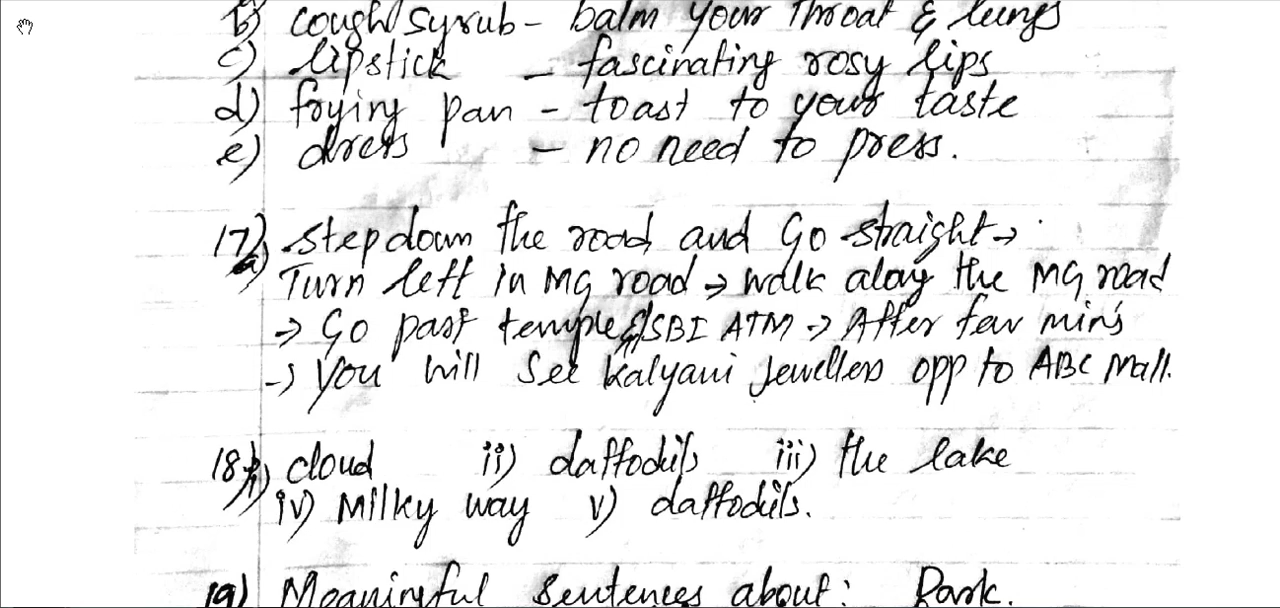 b) cough syrub - balm your Throat & lungs
c) lipstick - fascinating rosy lips
d) frying pan - toast to your taste
e) dress - no need to press.
17) step down the road and Go straight →
a) Turn left in MG road → walk along the MG road
→ Go past temple & SBI ATM → After few mins
→ You will see Kalyani Jewellers opp to ABC Mall.
18) i) cloud ii) daffodils iii) the lake
iv) Milky way v) daffodils.
19) Meaningful sentences about: Park.